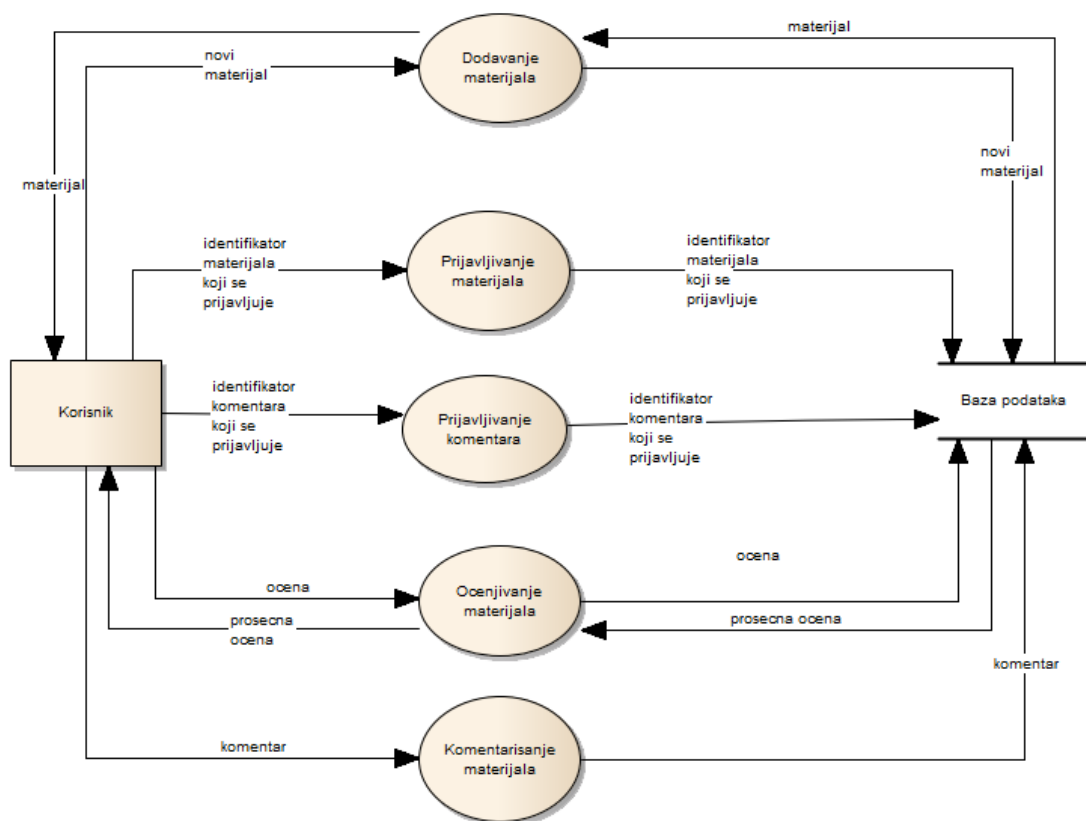 materijal
novi
materijal
Dodavanje
materijala
materijal
novi
materijal
identifikator
materijala
koji se
prijavljuje
Prijavljivanje
materijala
identifikator
materijala
koji se
prijavljuje
Korisnik
identifikator
komentara
koji se
prijavljuje
Prijavljivanje
komentara
identifikator
komentara
koji se
prijavljuje
Baza podataka
ocena
prosecna
ocena
Ocenjivanje
materijala
ocena
prosecna ocena
komentar
komentar
Komentarisanje
materijala